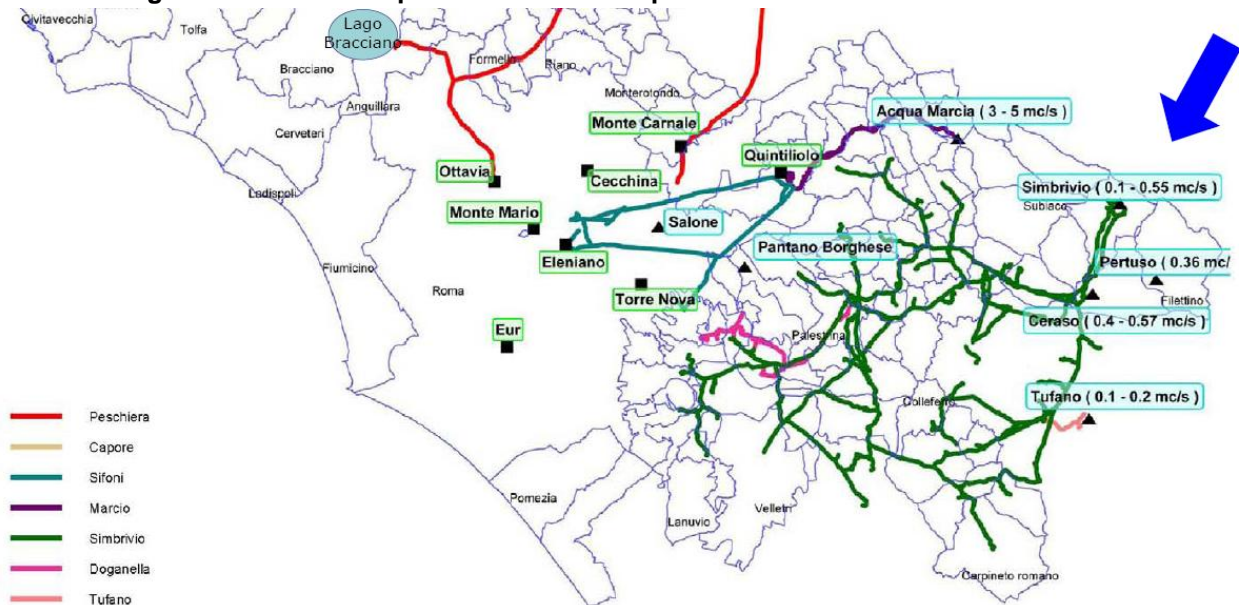 Civitavecchia
Tolfa
Lago
Bracciano
Bracciano
Formello
Riano
Anguillara
Monterotondo
Cerveteri
Monte Carnale
Acqua Marcia ( 3 - 5 mc/s )
Quintiliolo
Ottavia
Cecchina
Ladispoli
Simbrivio ( 0.1 - 0.55 mc/s )
Subiaco
Monte Mario
Salone
Pantano Borghese
Eleniano
Pertuso ( 0.36 mc/
Fiumicino
Roma
Torre Nova
Filettino
Ceraso ( 0.4 - 0.57 mc/s )
Eur
Palestrina
Tufano ( 0.1 - 0.2 mc/s )
Colleferro
Peschiera
Capore
Sifoni
Marcio
Simbrivio
Doganella
Tufano
Pomezia
Lanuvio
Velletri
Carpineto romano